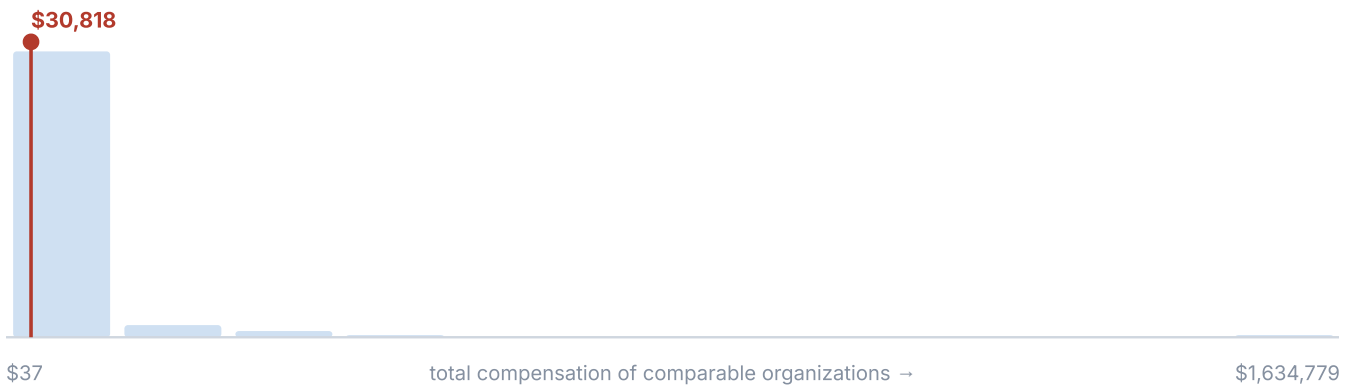 $30,818
$37
total compensation of comparable organizations →
$1,634,779